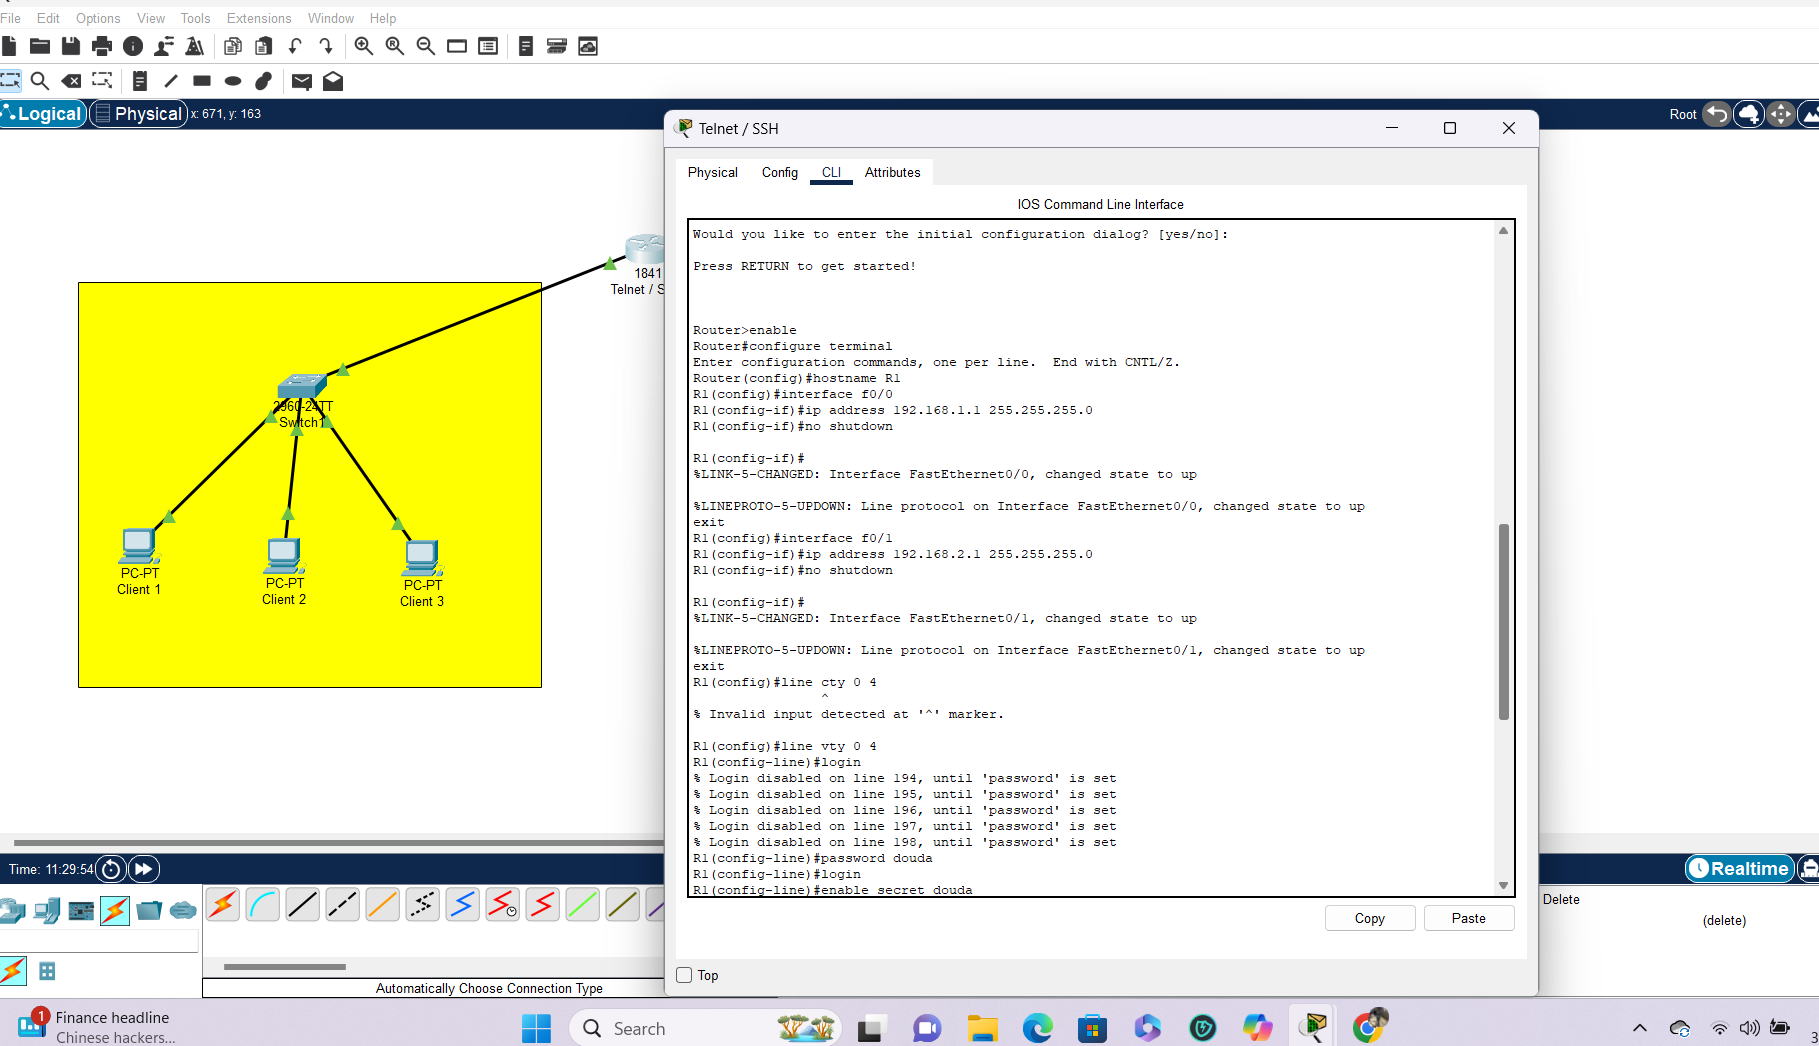 File Edit Options View Tools Extensions Window Help
Logical Physical x: 671, y: 163
Root
1841
Telnet / S
2960-24TT
Switch1
PC-PT
Client 1
PC-PT
Client 2
PC-PT
Client 3
Telnet / SSH
Physical Config CLI Attributes
IOS Command Line Interface
Would you like to enter the initial configuration dialog? [yes/no]:
Press RETURN to get started!
Router>enable
Router#configure terminal
Enter configuration commands, one per line.  End with CNTL/Z.
Router(config)#hostname R1
R1(config)#interface f0/0
R1(config-if)#ip address 192.168.1.1 255.255.255.0
R1(config-if)#no shutdown
R1(config-if)#
%LINK-5-CHANGED: Interface FastEthernet0/0, changed state to up
%LINEPROTO-5-UPDOWN: Line protocol on Interface FastEthernet0/0, changed state to up
exit
R1(config)#interface f0/1
R1(config-if)#ip address 192.168.2.1 255.255.255.0
R1(config-if)#no shutdown
R1(config-if)#
%LINK-5-CHANGED: Interface FastEthernet0/1, changed state to up
%LINEPROTO-5-UPDOWN: Line protocol on Interface FastEthernet0/1, changed state to up
exit
R1(config)#line cty 0 4
^
% Invalid input detected at '^' marker.
R1(config)#line vty 0 4
R1(config-line)#login
% Login disabled on line 194, until 'password' is set
% Login disabled on line 195, until 'password' is set
% Login disabled on line 196, until 'password' is set
% Login disabled on line 197, until 'password' is set
% Login disabled on line 198, until 'password' is set
R1(config-line)#password douda
R1(config-line)#login
R1(config-line)#enable secret douda
Copy Paste
Top
Time: 11:29:54
Realtime
Delete
(delete)
Automatically Choose Connection Type
1
Finance headline
Chinese hackers...
Search
3